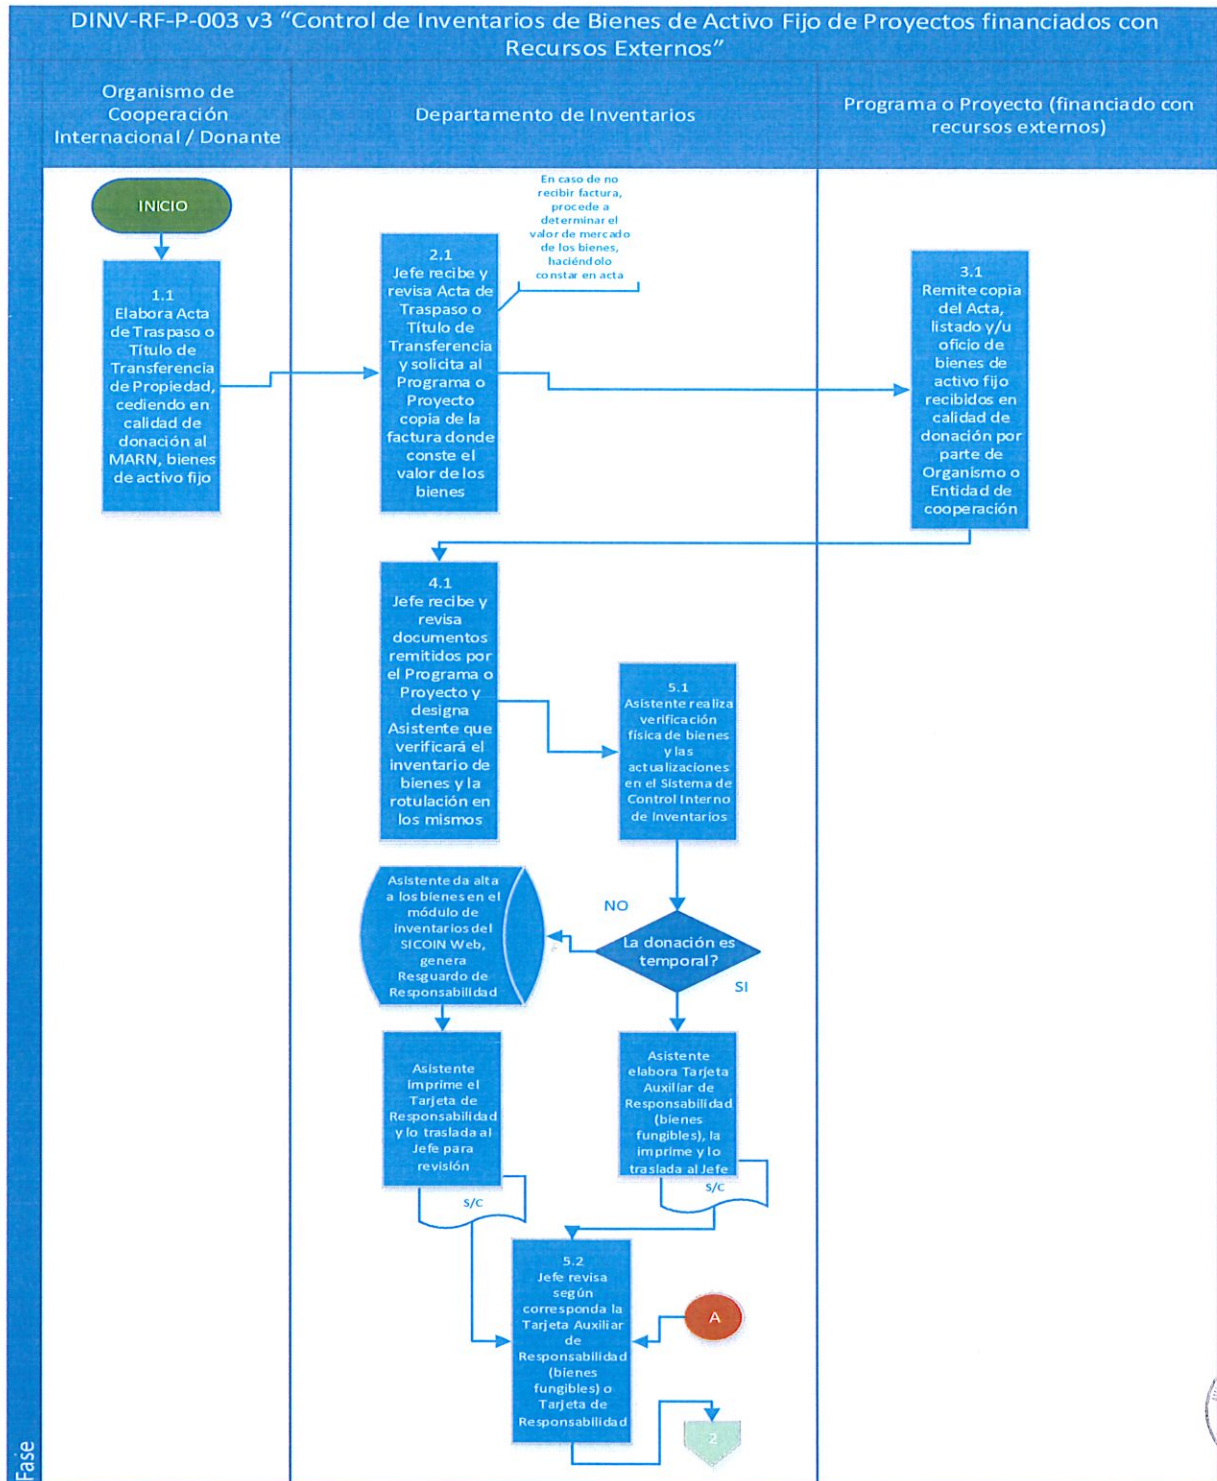 DINV-RF-P-003 v3 “Control de Inventarios de Bienes de Activo Fijo de Proyectos financiados con
Recursos Externos”
Organismo de
Cooperación
Internacional / Donante
Departamento de Inventarios
Programa o Proyecto (financiado con
recursos externos)
INICIO
1.1
Elabora Acta
de Traspaso o
Título de
Transferencia
de Propiedad,
cediendo en
calidad de
donación al
MARN, bienes
de activo fijo
2.1
Jefe recibe y
revisa Acta de
Traspaso o
Título de
Transferencia
y solicita al
Programa o
Proyecto
copia de la
factura donde
conste el
valor de los
bienes
En caso de no
recibir factura,
procede a
determinar el
valor de mercado
de los bienes,
haciéndolo
constar en acta
3.1
Remite copia
del Acta,
listado y/u
oficio de
bienes de
activo fijo
recibidos en
calidad de
donación por
parte de
Organismo o
Entidad de
cooperación
4.1
Jefe recibe y
revisa
documentos
remitidos por
el Programa o
Proyecto y
designa
Asistente que
verificará el
inventario de
bienes y la
rotulación en
los mismos
5.1
Asistente realiza
verificación
física de bienes
y las
actualizaciones
en el Sistema de
Control Interno
de Inventarios
La donación es
temporal?
NO
SI
Asistente da alta
a los bienes en el
módulo de
inventarios del
SICOIN Web,
genera
Resguardo de
Responsabilidad
Asistente
imprime el
Tarjeta de
Responsabilidad
y lo traslada al
Jefe para
revisión
S/C
Asistente
elabora Tarjeta
Auxiliar de
Responsabilidad
(bienes
fungibles), la
imprime y lo
traslada al Jefe
S/C
5.2
Jefe revisa
según
corresponda la
Tarjeta Auxiliar
de
Responsabilidad
(bienes
fungibles) o
Tarjeta de
Responsabilidad
A
2
Fase